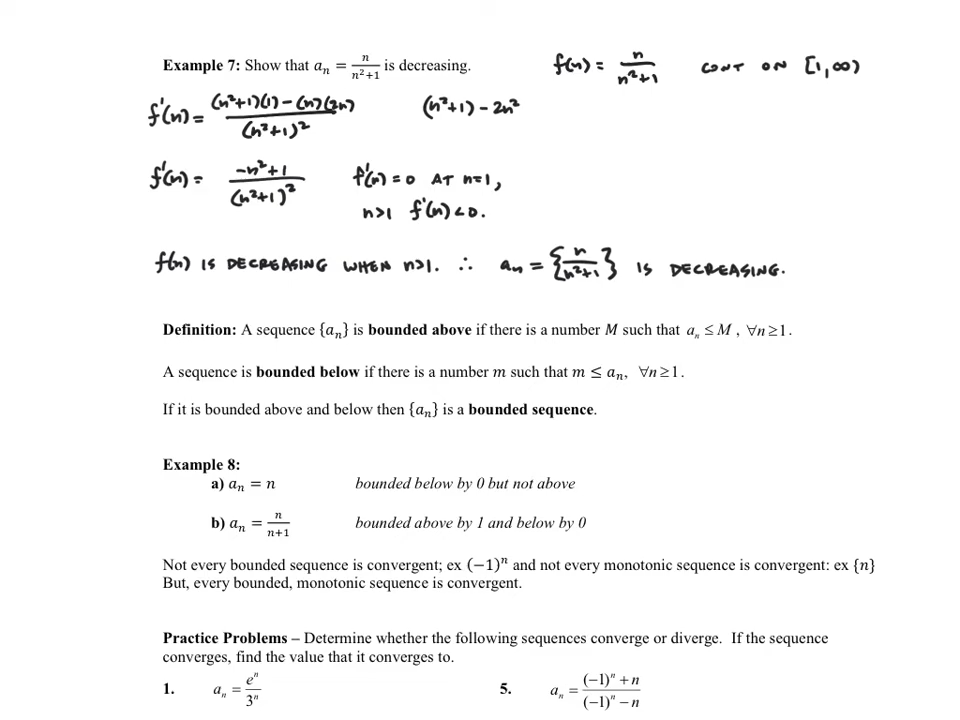 Example 7: Show that aₙ = n/(n²+1) is decreasing. f(n) = n/(n²+1) CONT ON [1,∞)
f'(n) = ((n²+1)(1) - (n)(2n))/(n²+1)² (n²+1) - 2n²
f'(n) = (-n²+1)/(n²+1)² f'(n) = 0 AT n=1,
n>1 f'(n) < 0.
f(n) IS DECREASING WHEN n>1. ∴ aₙ = {n/(n²+1)} IS DECREASING.
Definition: A sequence {aₙ} is bounded above if there is a number M such that aₙ ≤ M , ∀n ≥ 1.
A sequence is bounded below if there is a number m such that m ≤ aₙ, ∀n ≥ 1.
If it is bounded above and below then {aₙ} is a bounded sequence.
Example 8:
a) aₙ = n bounded below by 0 but not above
b) aₙ = n/(n+1) bounded above by 1 and below by 0
Not every bounded sequence is convergent; ex (−1)ⁿ and not every monotonic sequence is convergent: ex {n}
But, every bounded, monotonic sequence is convergent.
Practice Problems – Determine whether the following sequences converge or diverge. If the sequence
converges, find the value that it converges to.
1. aₙ = eⁿ/3ⁿ 5. aₙ = ((−1)ⁿ + n)/((−1)ⁿ − n)